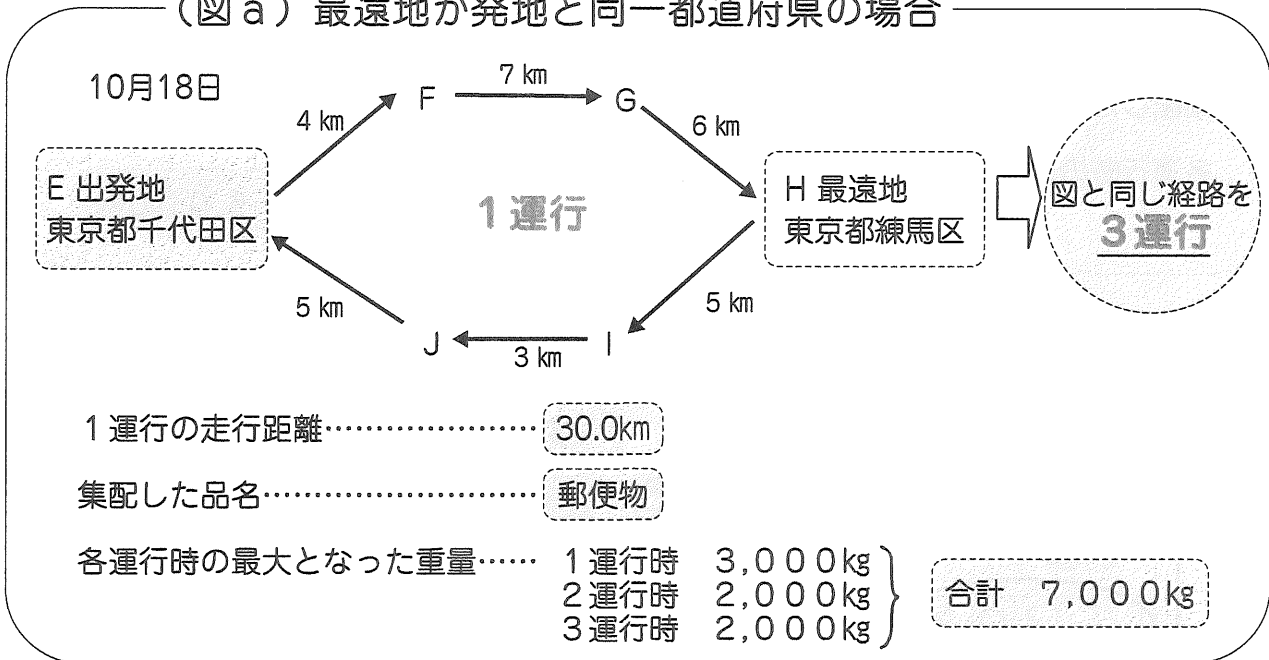 （図a）最遠地が発地と同一都道府県の場合
10月18日
7 km
F
G
4 km
6 km
E 出発地
東京都千代田区
1運行
H 最遠地
東京都練馬区
図と同じ経路を
3運行
5 km
5 km
J
3 km
I
1運行の走行距離…………………30.0km
集配した品名………………………郵便物
各運行時の最大となった重量……
1運行時　3,000kg
2運行時　2,000kg
3運行時　2,000kg
合計　7,000kg